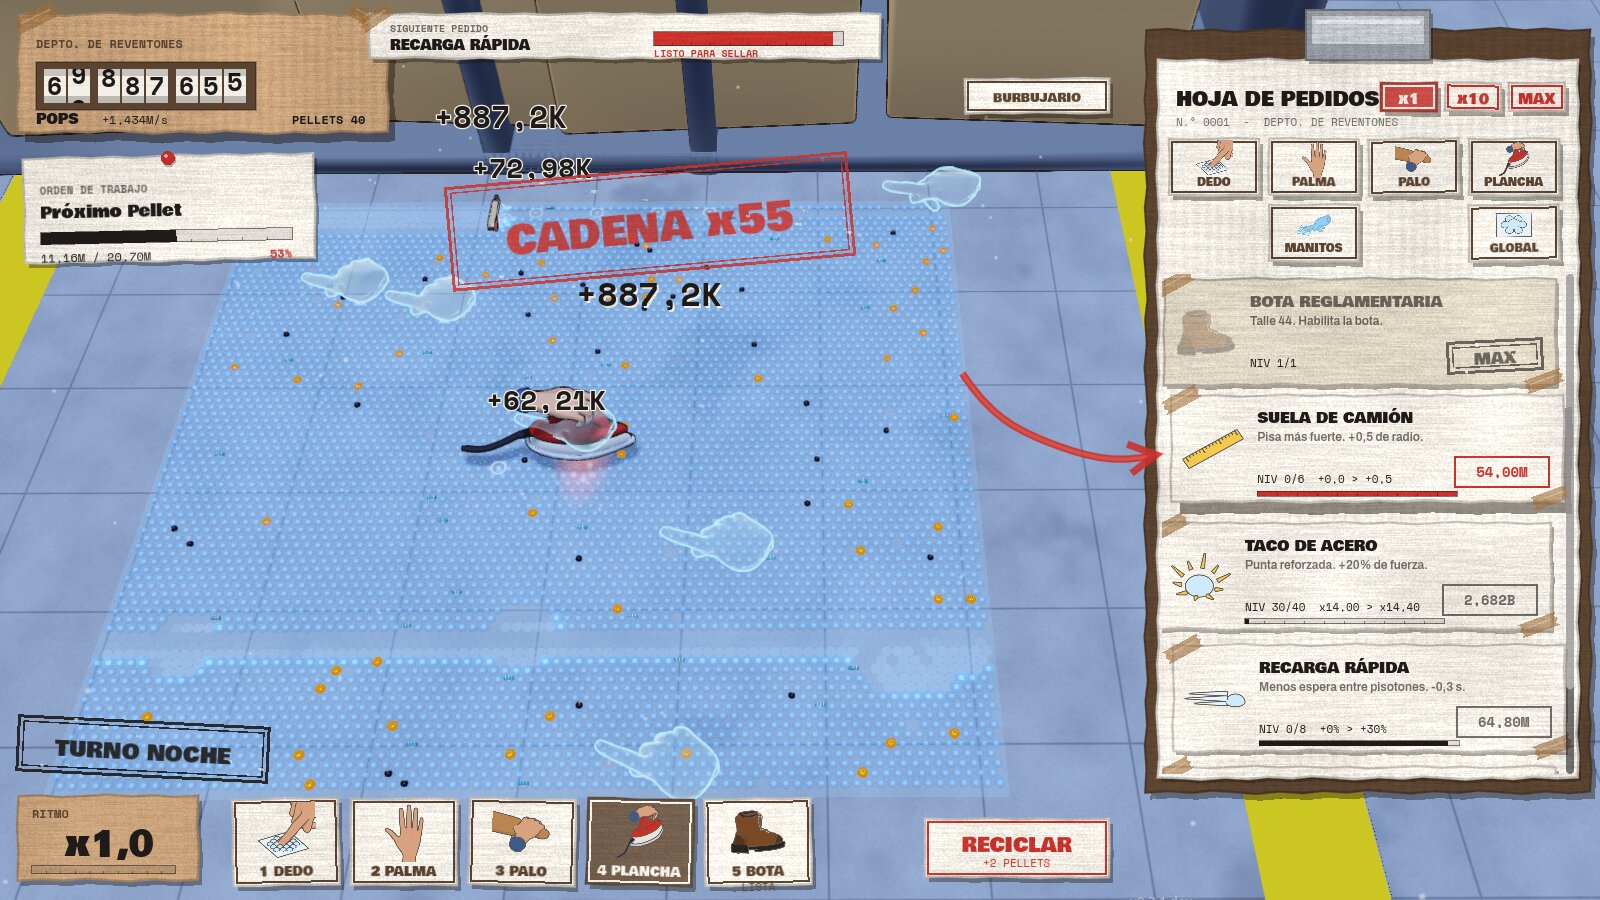 DEPTO. DE REVENTONES
69 887 655
POPS +1,434M/s PELLETS 40
SIGUIENTE PEDIDO
RECARGA RÁPIDA
LISTO PARA SELLAR
BURBUJARIO
ORDEN DE TRABAJO
Próximo Pellet
11,16M / 20,70M 53%
+887,2K
+72,98K
CADENA x55
+887,2K
+62,21K
HOJA DE PEDIDOS x1 x10 MAX
N.° 0001 - DEPTO. DE REVENTONES
DEDO PALMA PALO PLANCHA
MANITOS GLOBAL
BOTA REGLAMENTARIA
Talle 44. Habilita la bota.
NIV 1/1 MAX
SUELA DE CAMIÓN
Pisa más fuerte. +0,5 de radio.
NIV 0/6 +0,0 > +0,5 54,00M
TACO DE ACERO
Punta reforzada. +20% de fuerza.
NIV 30/40 x14,00 > x14,40 2,682B
RECARGA RÁPIDA
Menos espera entre pisotones. -0,3 s.
NIV 0/8 +0% > +30% 64,80M
TURNO NOCHE
RITMO
x1,0
1 DEDO 2 PALMA 3 PALO 4 PLANCHA 5 BOTA
LISTA
RECICLAR
+2 PELLETS